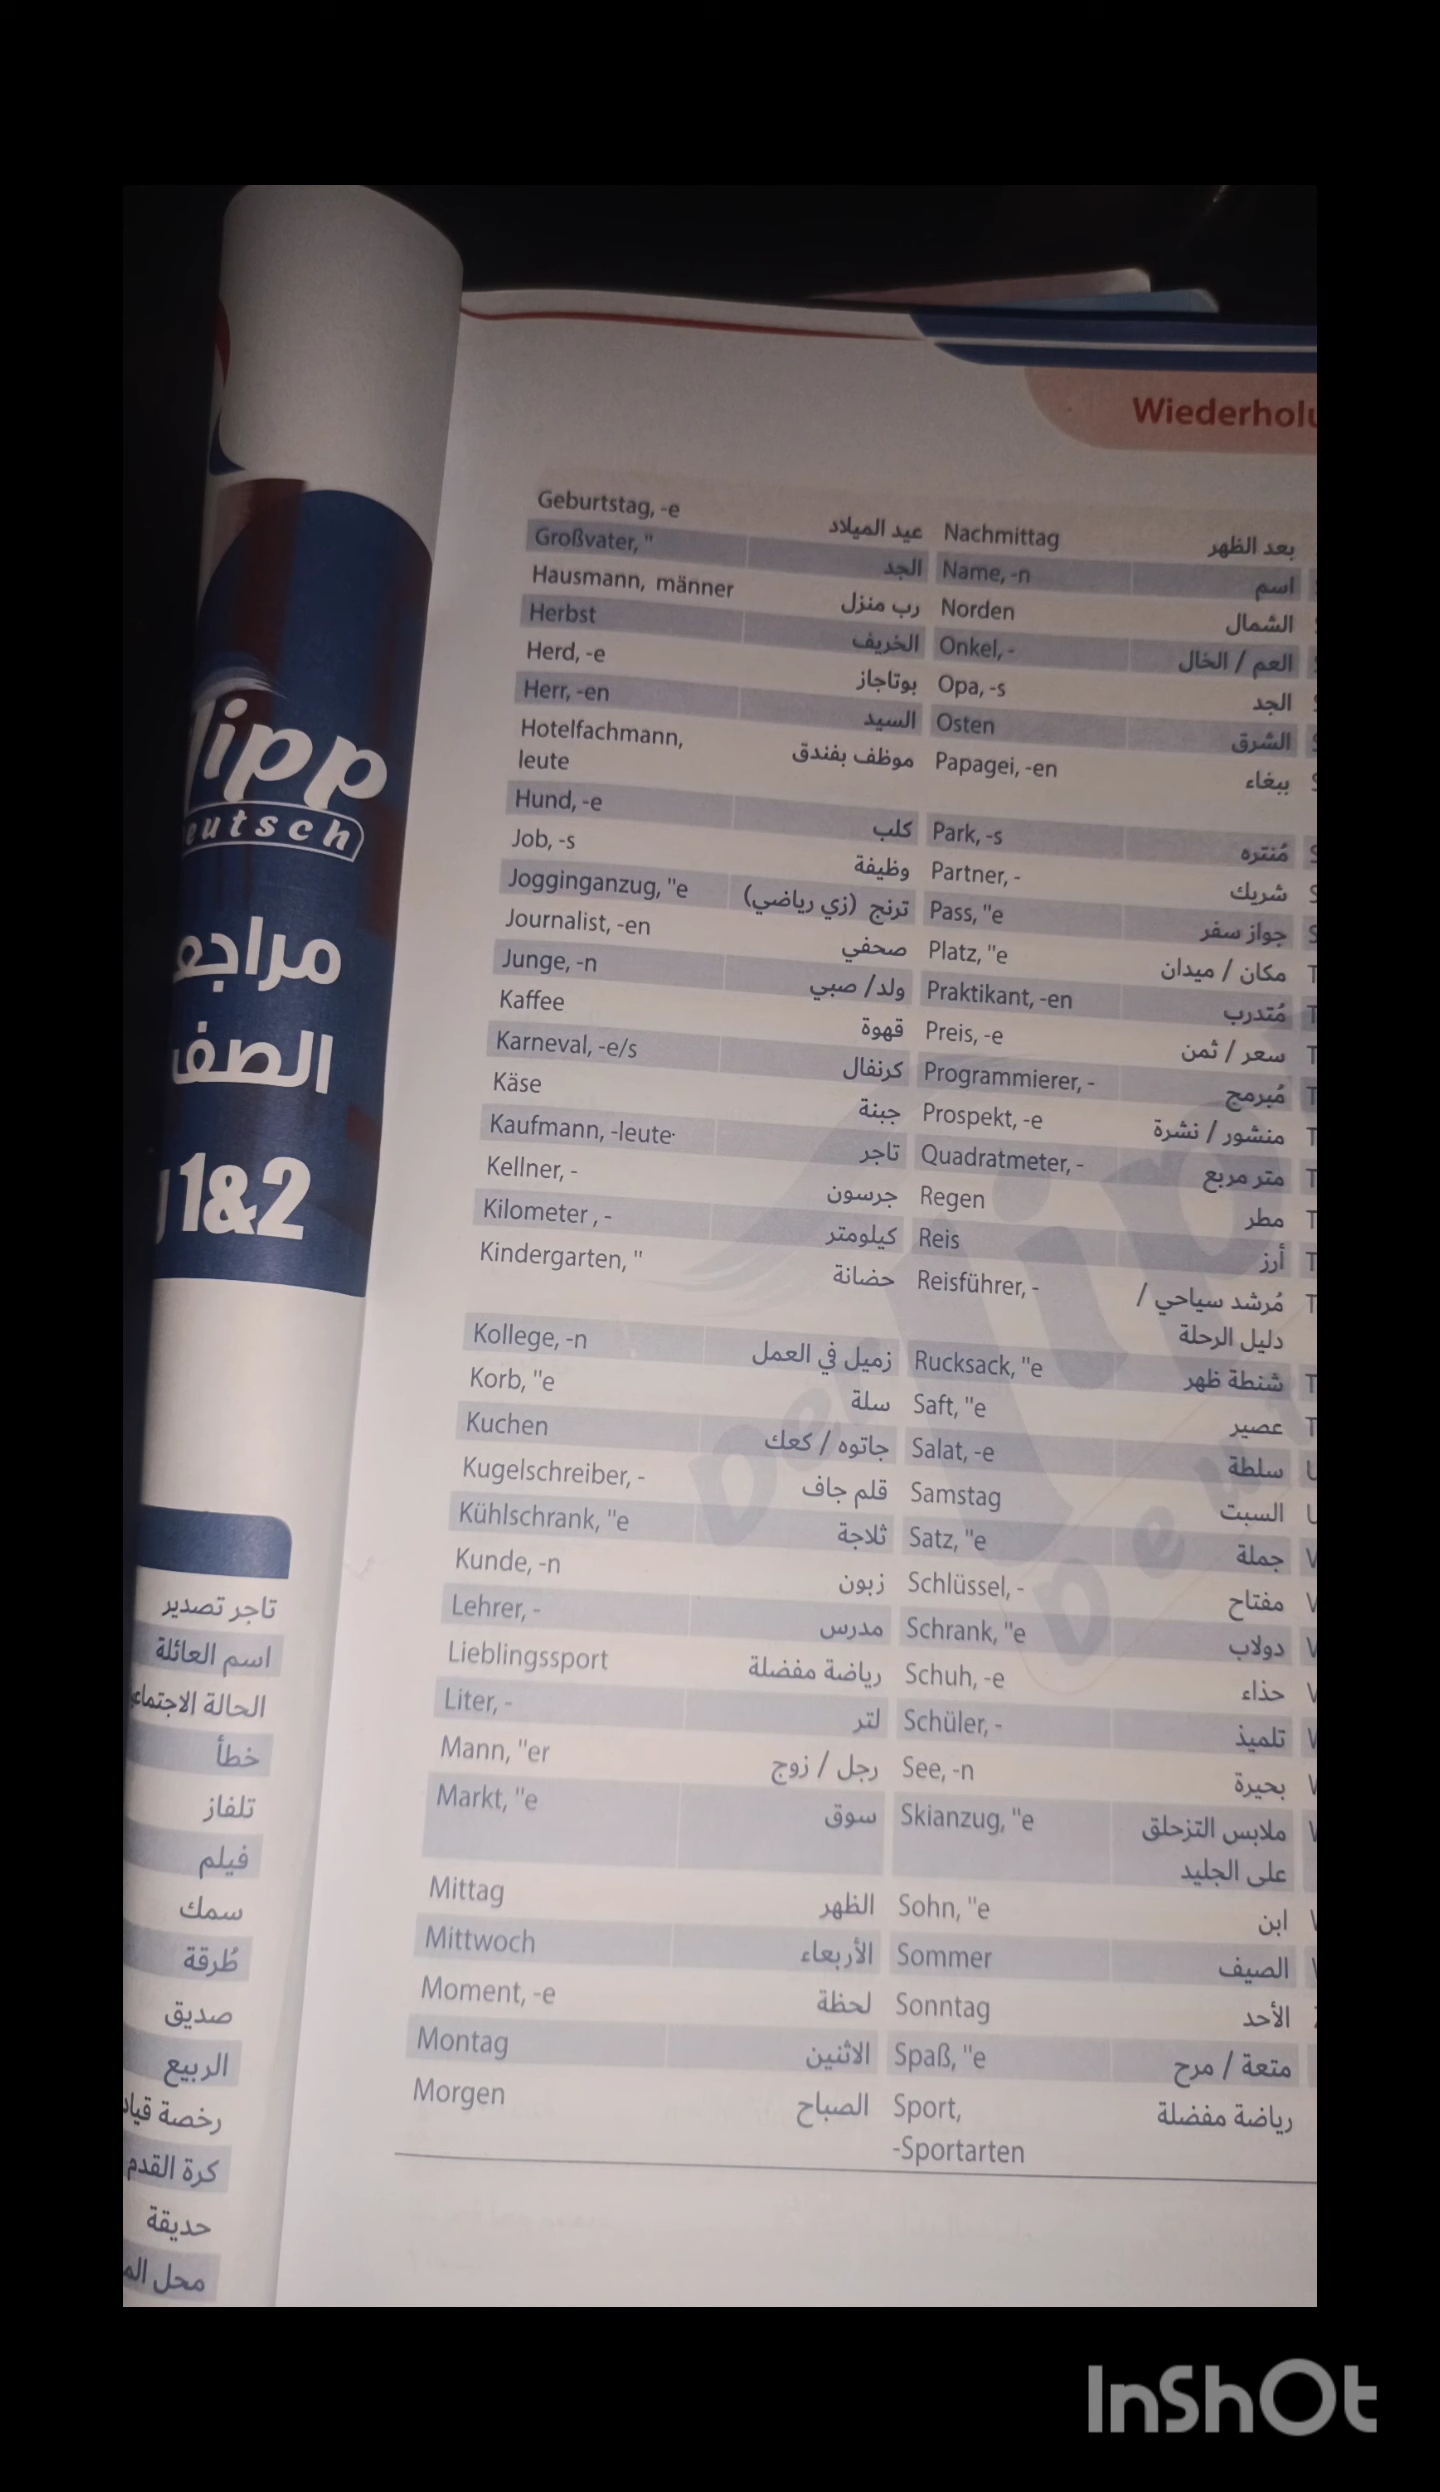 Wiederholu
Geburtstag, -e عيد الميلاد Nachmittag بعد الظهر
Großvater, " الجد Name, -n اسم
Hausmann, männer رب منزل Norden الشمال
Herbst الخريف Onkel, - العم / الخال
Herd, -e بوتاجاز Opa, -s الجد
Herr, -en السيد Osten الشرق
Hotelfachmann, موظف بفندق Papagei, -en ببغاء
leute
Hund, -e كلب Park, -s مُنتزه
Job, -s وظيفة Partner, - شريك
Jogginganzug, "e ترنج (زي رياضي) Pass, "e جواز سفر
Journalist, -en صحفي Platz, "e مكان / ميدان
Junge, -n ولد/ صبي Praktikant, -en مُتدرب
Kaffee قهوة Preis, -e سعر / ثمن
Karneval, -e/s كرنفال Programmierer, - مُبرمج
Käse جبنة Prospekt, -e منشور / نشرة
Kaufmann, -leute تاجر Quadratmeter, - متر مربع
Kellner, - جرسون Regen مطر
Kilometer , - كيلومتر Reis أرز
Kindergarten, " حضانة Reisführer, - مُرشد سياحي /
دليل الرحلة
Kollege, -n زميل في العمل Rucksack, "e شنطة ظهر
Korb, "e سلة Saft, "e عصير
Kuchen جاتوه / كعك Salat, -e سلطة
Kugelschreiber, - قلم جاف Samstag السبت
Kühlschrank, "e ثلاجة Satz, "e جملة
Kunde, -n زبون Schlüssel, - مفتاح
Lehrer, - مدرس Schrank, "e دولاب
Lieblingssport رياضة مفضلة Schuh, -e حذاء
Liter, - لتر Schüler, - تلميذ
Mann, "er رجل / زوج See, -n بحيرة
Markt, "e سوق Skianzug, "e ملابس التزحلق
على الجليد
Mittag الظهر Sohn, "e ابن
Mittwoch الأربعاء Sommer الصيف
Moment, -e لحظة Sonntag الأحد
Montag الاثنين Spaß, "e متعة / مرح
Morgen الصباح Sport, رياضة مفضلة
-Sportarten
Tipp
eutsch
مراجع
الصف
1&2
تاجر تصدير
اسم العائلة
الحالة الاجتماعي
خطأ
تلفاز
فيلم
سمك
طُرقة
صديق
الربيع
رخصة قياد
كرة القدم
حديقة
محل الم
InShOt